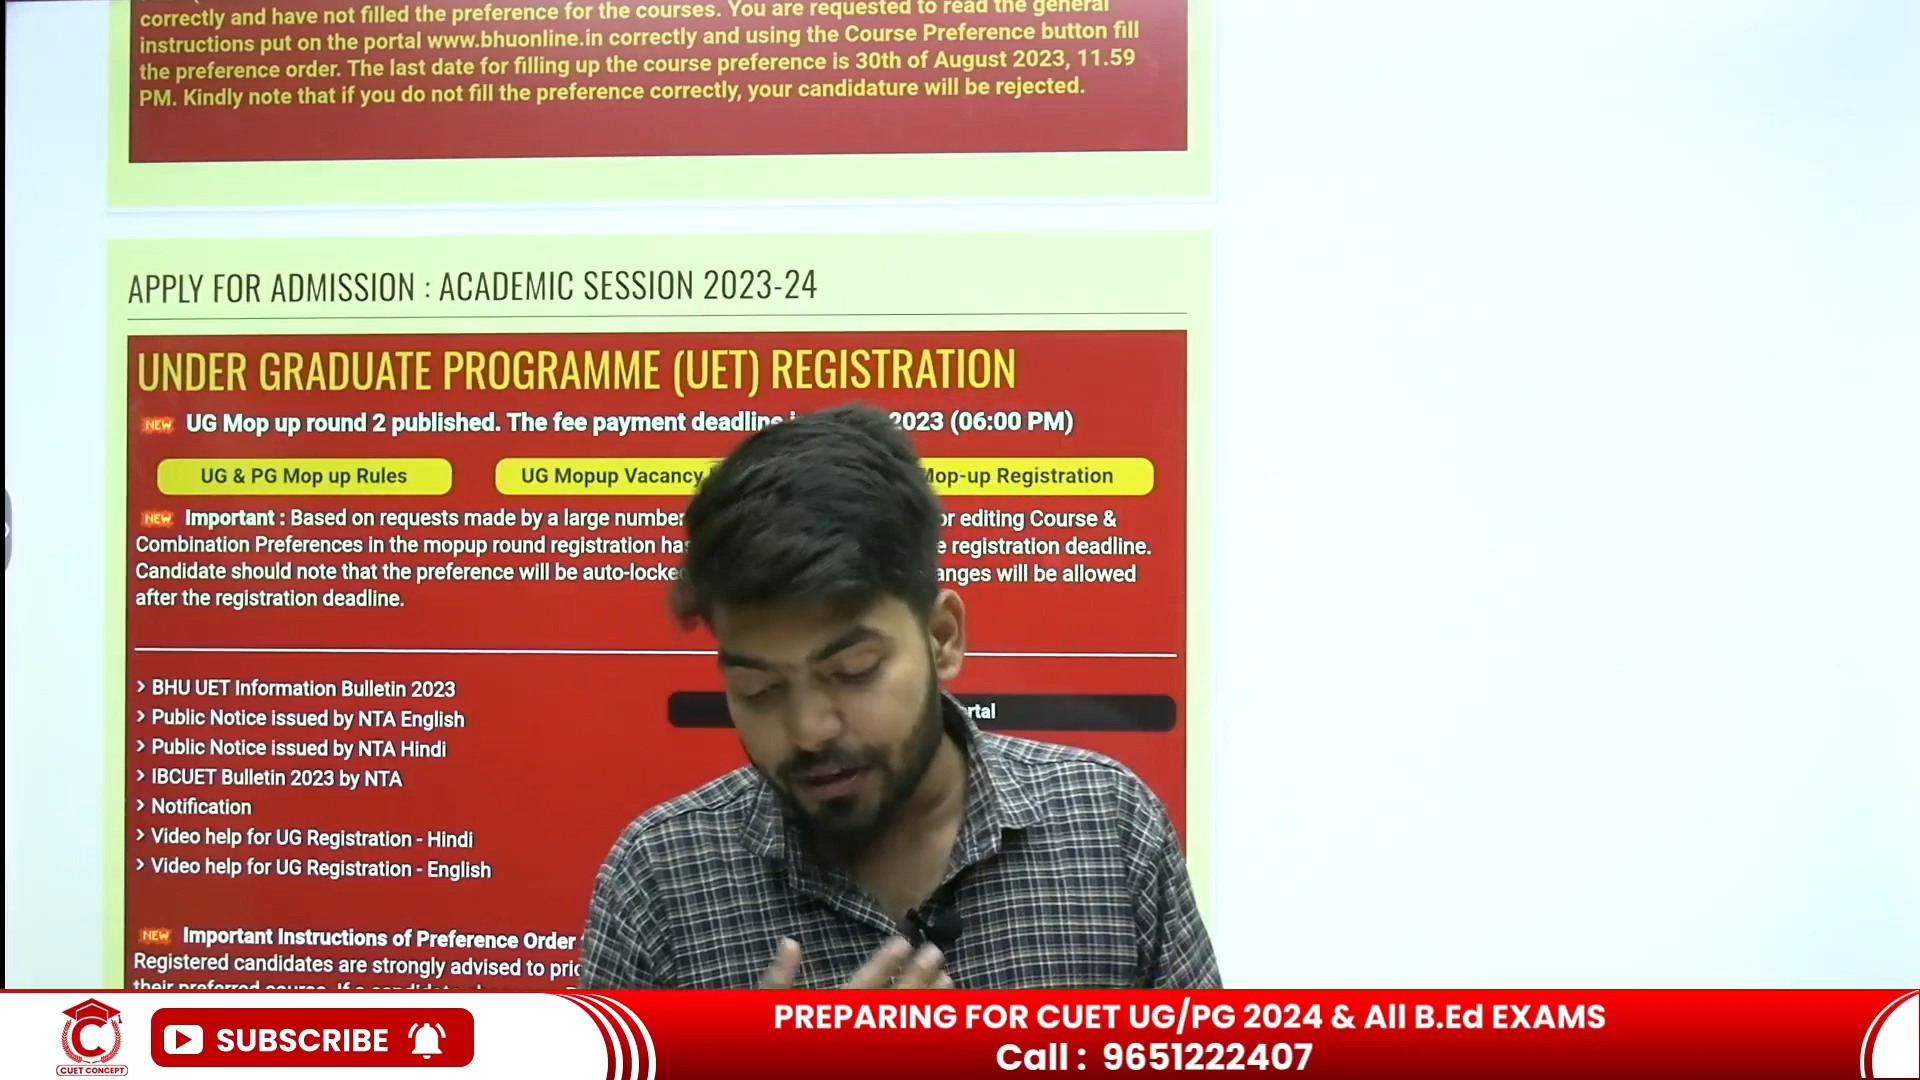 correctly and have not filled the preference for the courses. You are requested to read the general
instructions put on the portal www.bhuonline.in correctly and using the Course Preference button fill
the preference order. The last date for filling up the course preference is 30th of August 2023, 11.59
PM. Kindly note that if you do not fill the preference correctly, your candidature will be rejected.
APPLY FOR ADMISSION : ACADEMIC SESSION 2023-24
UNDER GRADUATE PROGRAMME (UET) REGISTRATION
NEW UG Mop up round 2 published. The fee payment deadline 2023 (06:00 PM)
UG & PG Mop up Rules UG Mopup Vacancy Mop-up Registration
NEW Important : Based on requests made by a large number or editing Course &
Combination Preferences in the mopup round registration has registration deadline.
Candidate should note that the preference will be auto-locked will be allowed
after the registration deadline.
> BHU UET Information Bulletin 2023
> Public Notice issued by NTA English
> Public Notice issued by NTA Hindi
> IBCUET Bulletin 2023 by NTA
> Notification
> Video help for UG Registration - Hindi
> Video help for UG Registration - English
NEW Important Instructions of Preference Order
Registered candidates are strongly advised to
their preferred course. If a candidate
CUET CONCEPT
SUBSCRIBE
PREPARING FOR CUET UG/PG 2024 & All B.Ed EXAMS
Call : 9651222407